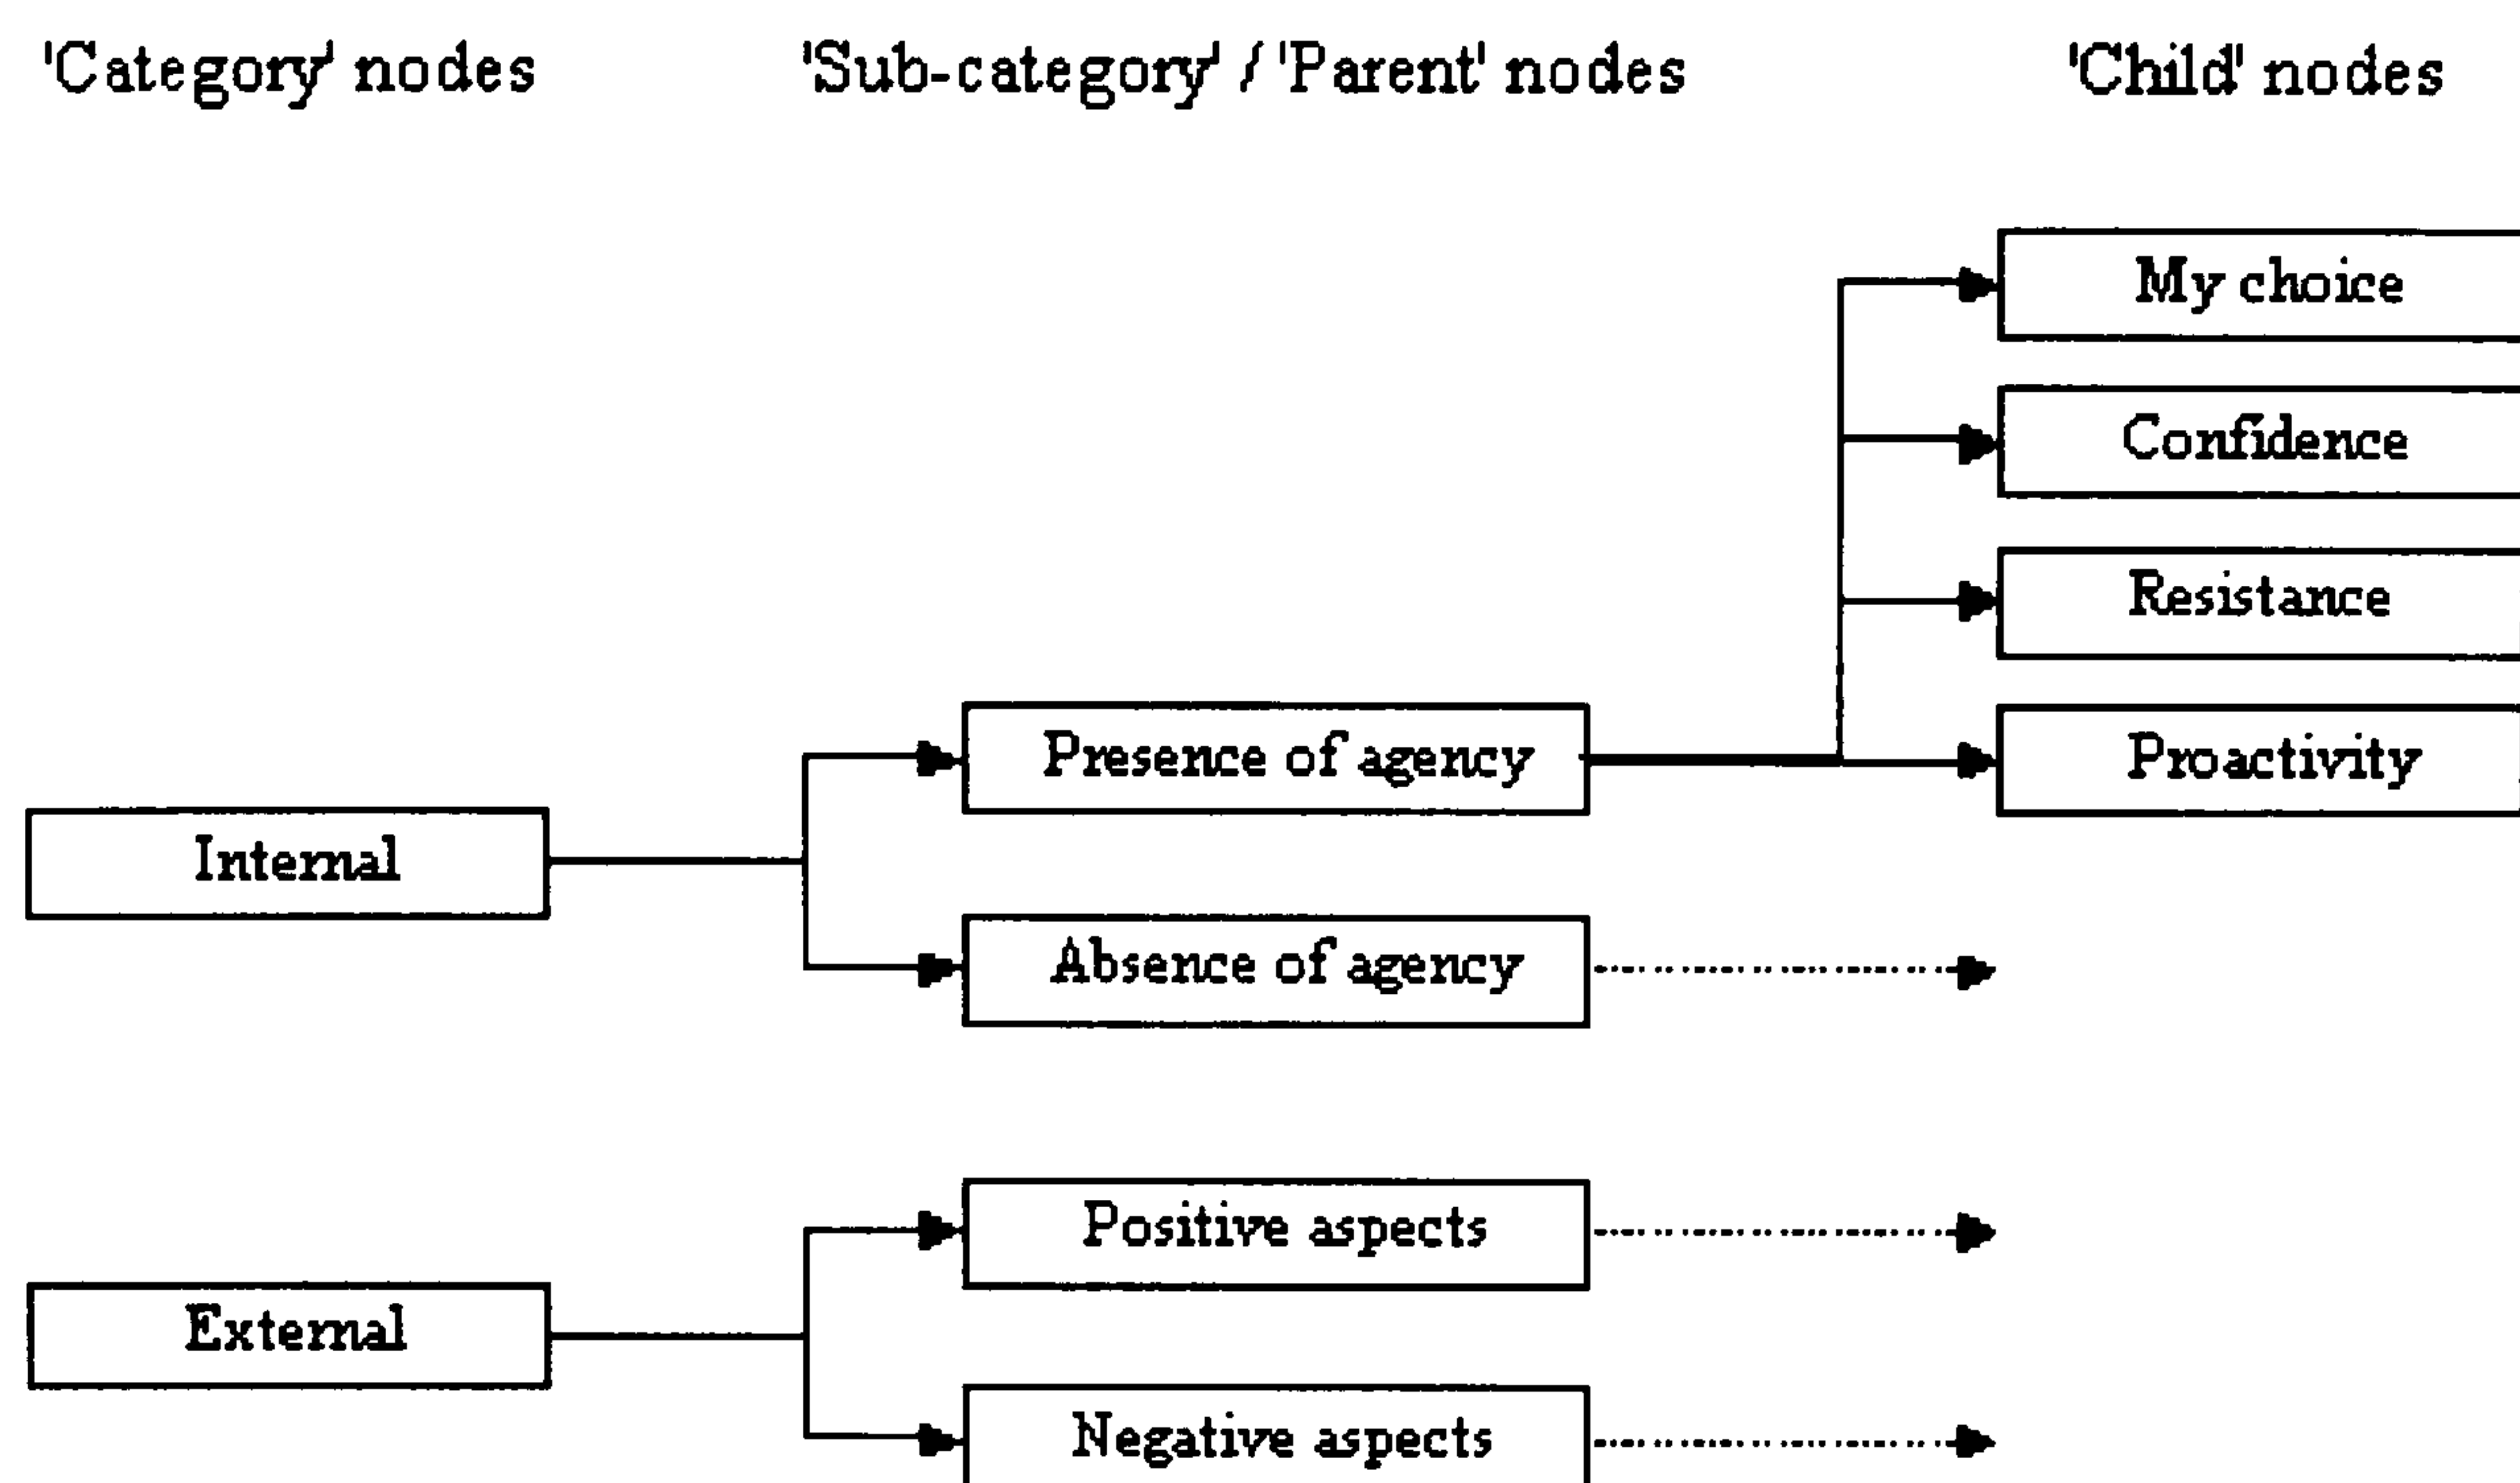 'Category' nodes
'Sub-category' / 'Parent' nodes
'Child' nodes
My choice
Confidence
Resistance
Presence of agency
Proactivity
Internal
Absence of agency
Positive aspects
External
Negative aspects